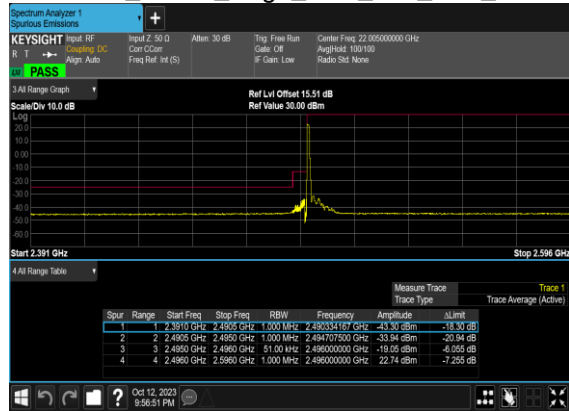 Spectrum Analyzer 1
Spurious Emissions
+
KEYSIGHT Input: RF Input Z: 50 Ω Atten: 30 dB Trig: Free Run Center Freq: 22.005000000 GHz
R T Coupling: DC Corr CCorr Gate: Off Avg|Hold: 100/100
Align: Auto Freq Ref: Int (S) IF Gain: Low Radio Std: None
PASS
3 All Range Graph Ref Lvl Offset 15.51 dB
Scale/Div 10.0 dB Ref Value 30.00 dBm
Log
20.0
10.0
0.00
-10.0
-20.0
-30.0
-40.0
-50.0
-60.0
Start 2.391 GHz Stop 2.596 GHz
4 All Range Table
Measure Trace Trace 1
Trace Type Trace Average (Active)
Spur Range Start Freq Stop Freq RBW Frequency Amplitude ΔLimit
1 1 2.3910 GHz 2.4905 GHz 1.000 MHz 2.490334167 GHz -43.30 dBm -18.30 dB
2 2 2.4905 GHz 2.4950 GHz 1.000 MHz 2.494707500 GHz -33.94 dBm -20.94 dB
3 3 2.4950 GHz 2.4960 GHz 51.00 kHz 2.496000000 GHz -19.05 dBm -6.055 dB
4 4 2.4960 GHz 2.5960 GHz 1.000 MHz 2.496000000 GHz 22.74 dBm -7.255 dB
? Oct 12, 2023
9:56:51 PM